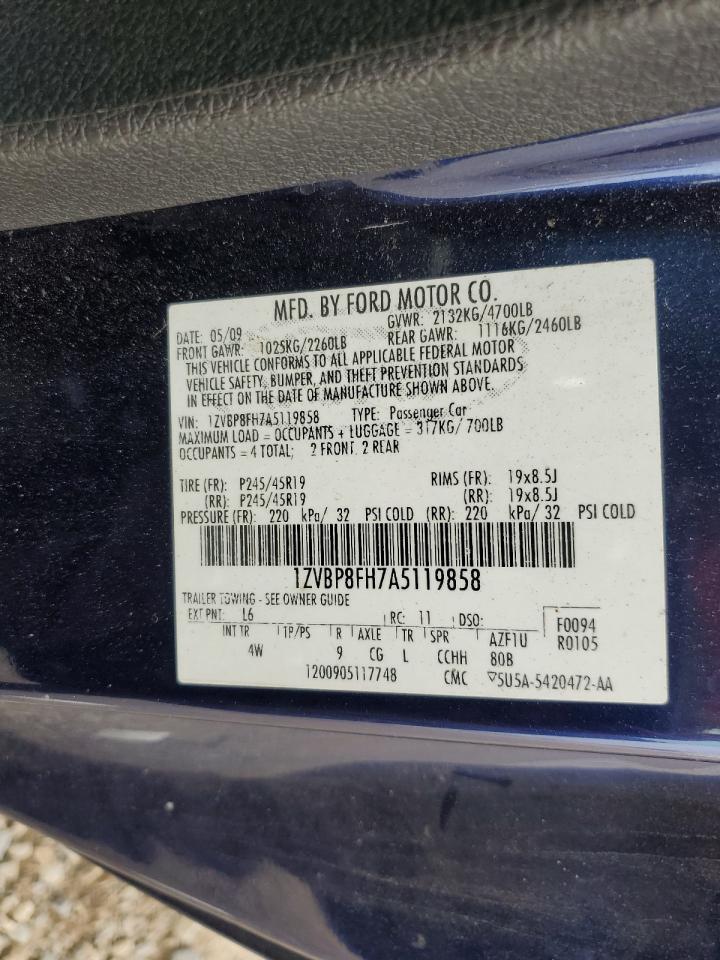 MFD. BY FORD MOTOR CO.
DATE: 05/09 GVWR: 2132KG/4700LB
FRONT GAWR: 1025KG/2260LB REAR GAWR: 1116KG/2460LB
THIS VEHICLE CONFORMS TO ALL APPLICABLE FEDERAL MOTOR
VEHICLE SAFETY, BUMPER, AND THEFT PREVENTION STANDARDS
IN EFFECT ON THE DATE OF MANUFACTURE SHOWN ABOVE.
VIN: 1ZVBP8FH7A5119858 TYPE: Passenger Car
MAXIMUM LOAD = OCCUPANTS + LUGGAGE = 317KG/ 700LB
OCCUPANTS = 4 TOTAL; 2 FRONT, 2 REAR
TIRE (FR): P245/45R19 RIMS (FR): 19x8.5J
(RR): P245/45R19 (RR): 19x8.5J
PRESSURE (FR): 220 kPa/ 32 PSI COLD (RR): 220 kPa/ 32 PSI COLD
1ZVBP8FH7A5119858
TRAILER TOWING - SEE OWNER GUIDE
EXT PNT: L6 RC: 11 DSO: F0094
INT TR TP/PS R AXLE TR SPR AZF1U R0105
4W 9 CG L CCHH 80B
1200905117748 CMC ▽5U5A-5420472-AA